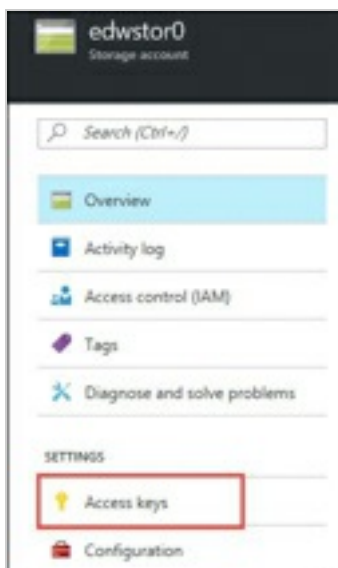 edwstor0
Storage account
Search (Ctrl+/)
Overview
Activity log
Access control (IAM)
Tags
Diagnose and solve problems
SETTINGS
Access keys
Configuration